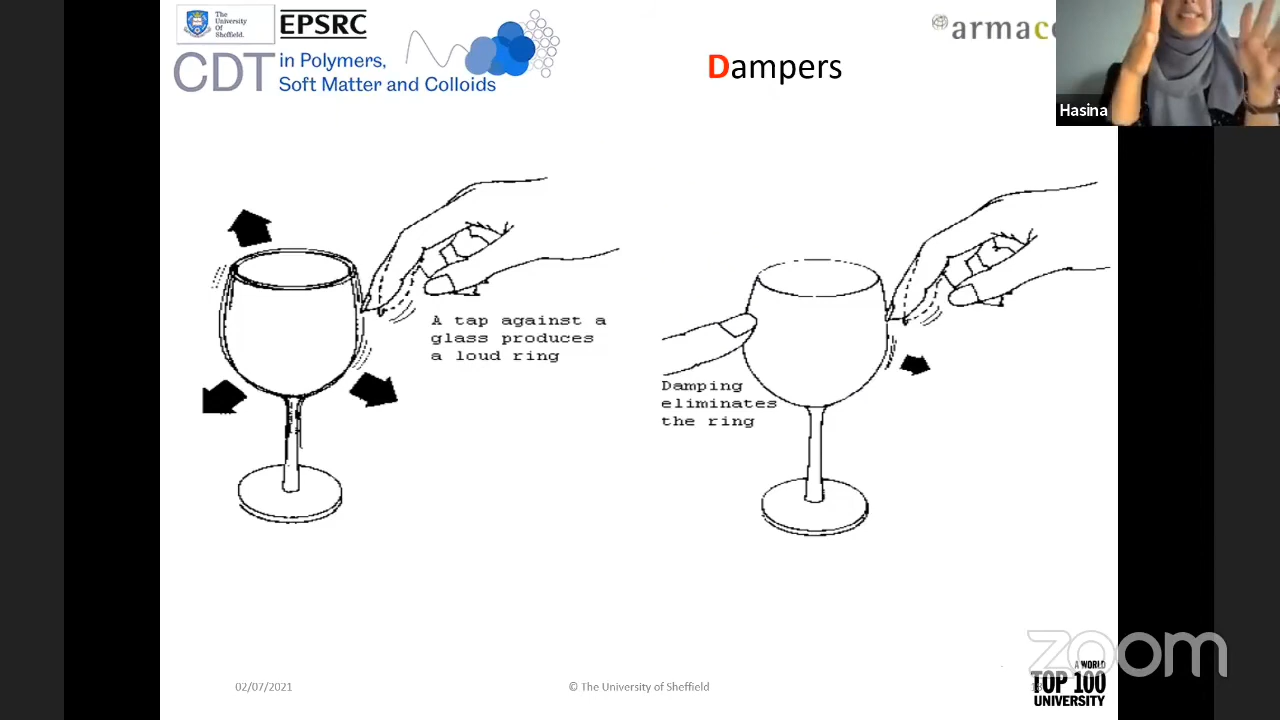 The
University
Of
Sheffield.
EPSRC
CDT
in Polymers,
Soft Matter and Colloids
Dampers
Hasina
A tap against a
glass produces
a loud ring
Damping
eliminates
the ring
zoom
02/07/2021
© The University of Sheffield
A WORLD
TOP 100
UNIVERSITY